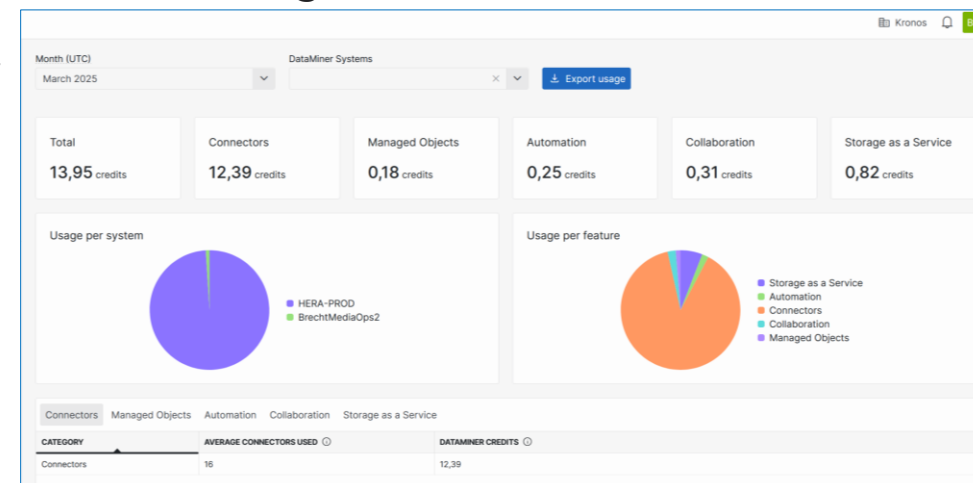 Kronos
Month (UTC)
DataMiner Systems
March 2025
Export usage
Total
13,95 credits
Connectors
12,39 credits
Managed Objects
0,18 credits
Automation
0,25 credits
Collaboration
0,31 credits
Storage as a Service
0,82 credits
Usage per system
HERA-PROD
BrechtMediaOps2
Usage per feature
Storage as a Service
Automation
Connectors
Collaboration
Managed Objects
Connectors Managed Objects Automation Collaboration Storage as a Service
CATEGORY AVERAGE CONNECTORS USED DATAMINER CREDITS
Connectors 16 12,39